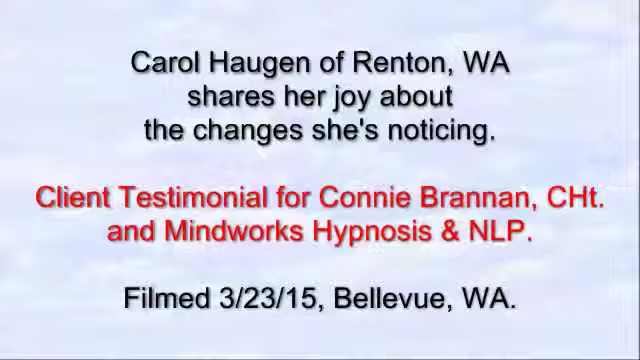 Carol Haugen of Renton, WA
shares her joy about
the changes she's noticing.
Client Testimonial for Connie Brannan, CHt.
and Mindworks Hypnosis & NLP.
Filmed 3/23/15, Bellevue, WA.